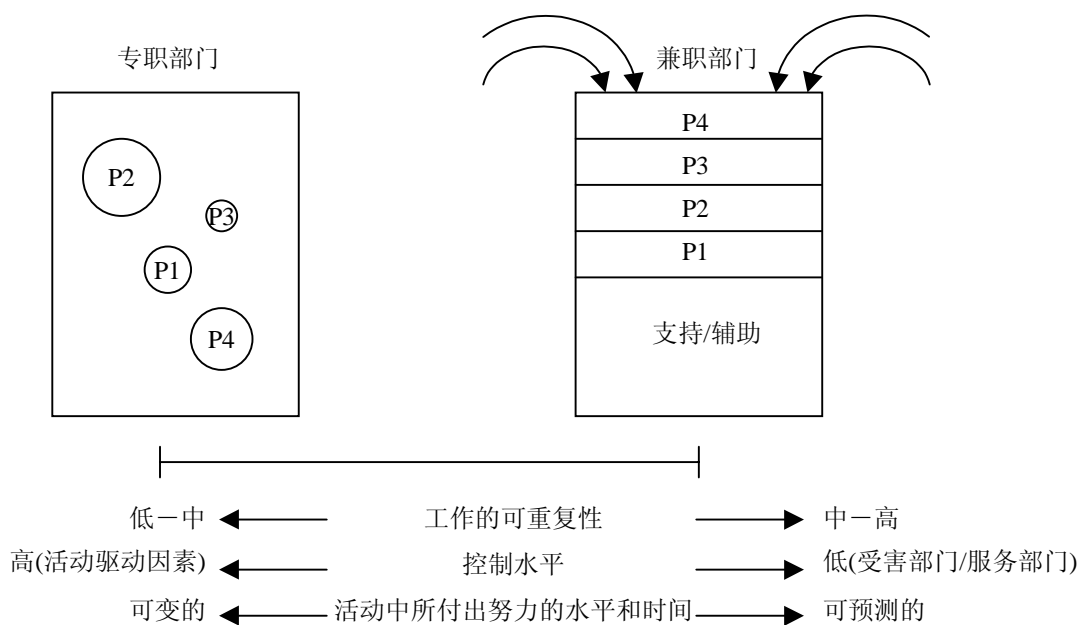 专职部门
兼职部门
P2
P3
P1
P4
P4
P3
P2
P1
支持/辅助
低－中 工作的可重复性 中－高
高(活动驱动因素) 控制水平 低(受害部门/服务部门)
可变的 活动中所付出努力的水平和时间 可预测的